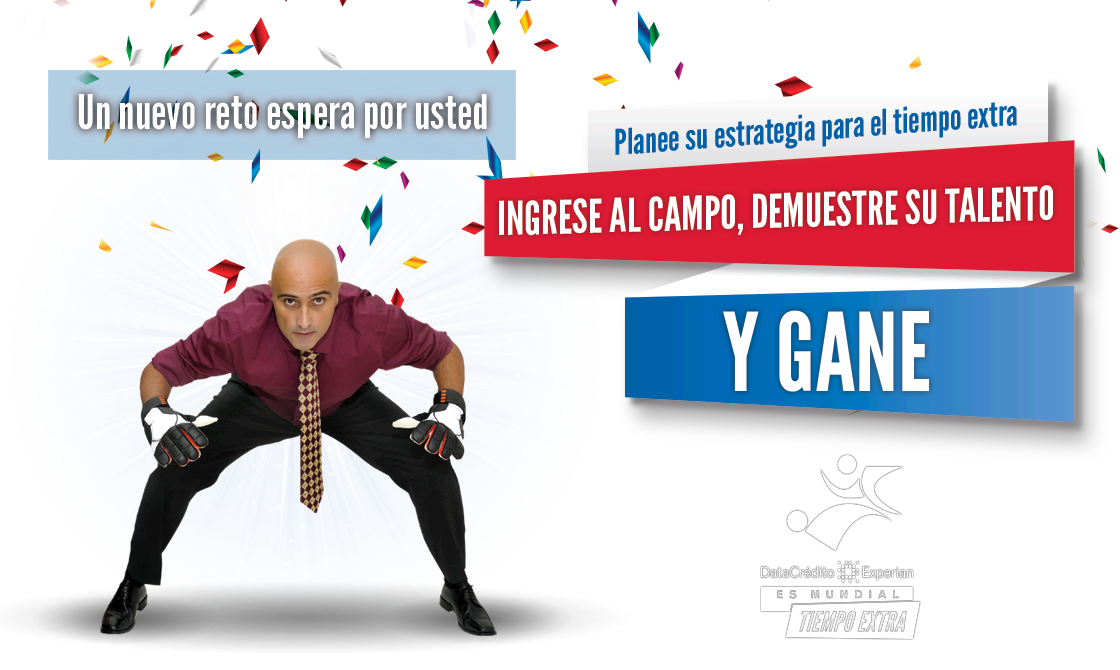 Un nuevo reto espera por usted
Planee su estrategia para el tiempo extra
INGRESE AL CAMPO, DEMUESTRE SU TALENTO
Y GANE
DataCrédito Experian
ES MUNDIAL
TIEMPO EXTRA